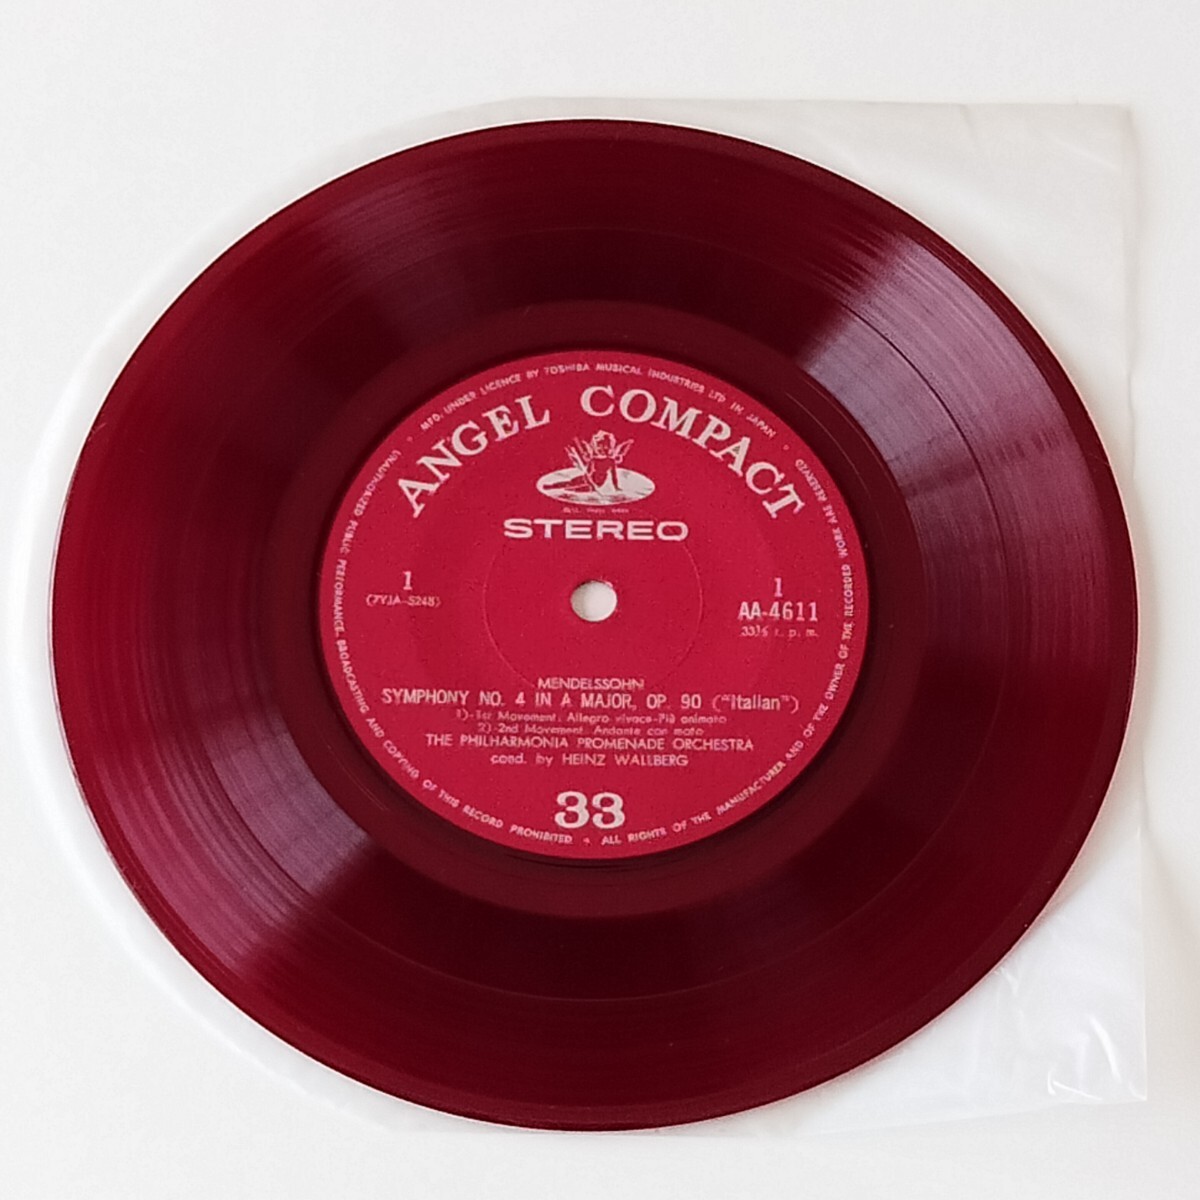 MFD. UNDER LICENCE BY TOSHIBA MUSICAL INDUSTRIES LTD IN JAPAN
ANGEL COMPACT
STEREO
1
(7YJA-5248)
1
AA-4611
33⅓ r. p. m.
MENDELSSOHN
SYMPHONY NO. 4 IN A MAJOR, OP. 90 ("Italian")
1)-1st Movement: Allegro vivace-Più animato
2)-2nd Movement: Andante con moto
THE PHILHARMONIA PROMENADE ORCHESTRA
cond. by HEINZ WALLBERG
33
UNAUTHORIZED PUBLIC PERFORMANCE, BROADCASTING AND COPYING OF THIS RECORD PROHIBITED • ALL RIGHTS OF THE MANUFACTURER AND OF THE OWNER OF THE RECORDED WORK ARE RESERVED